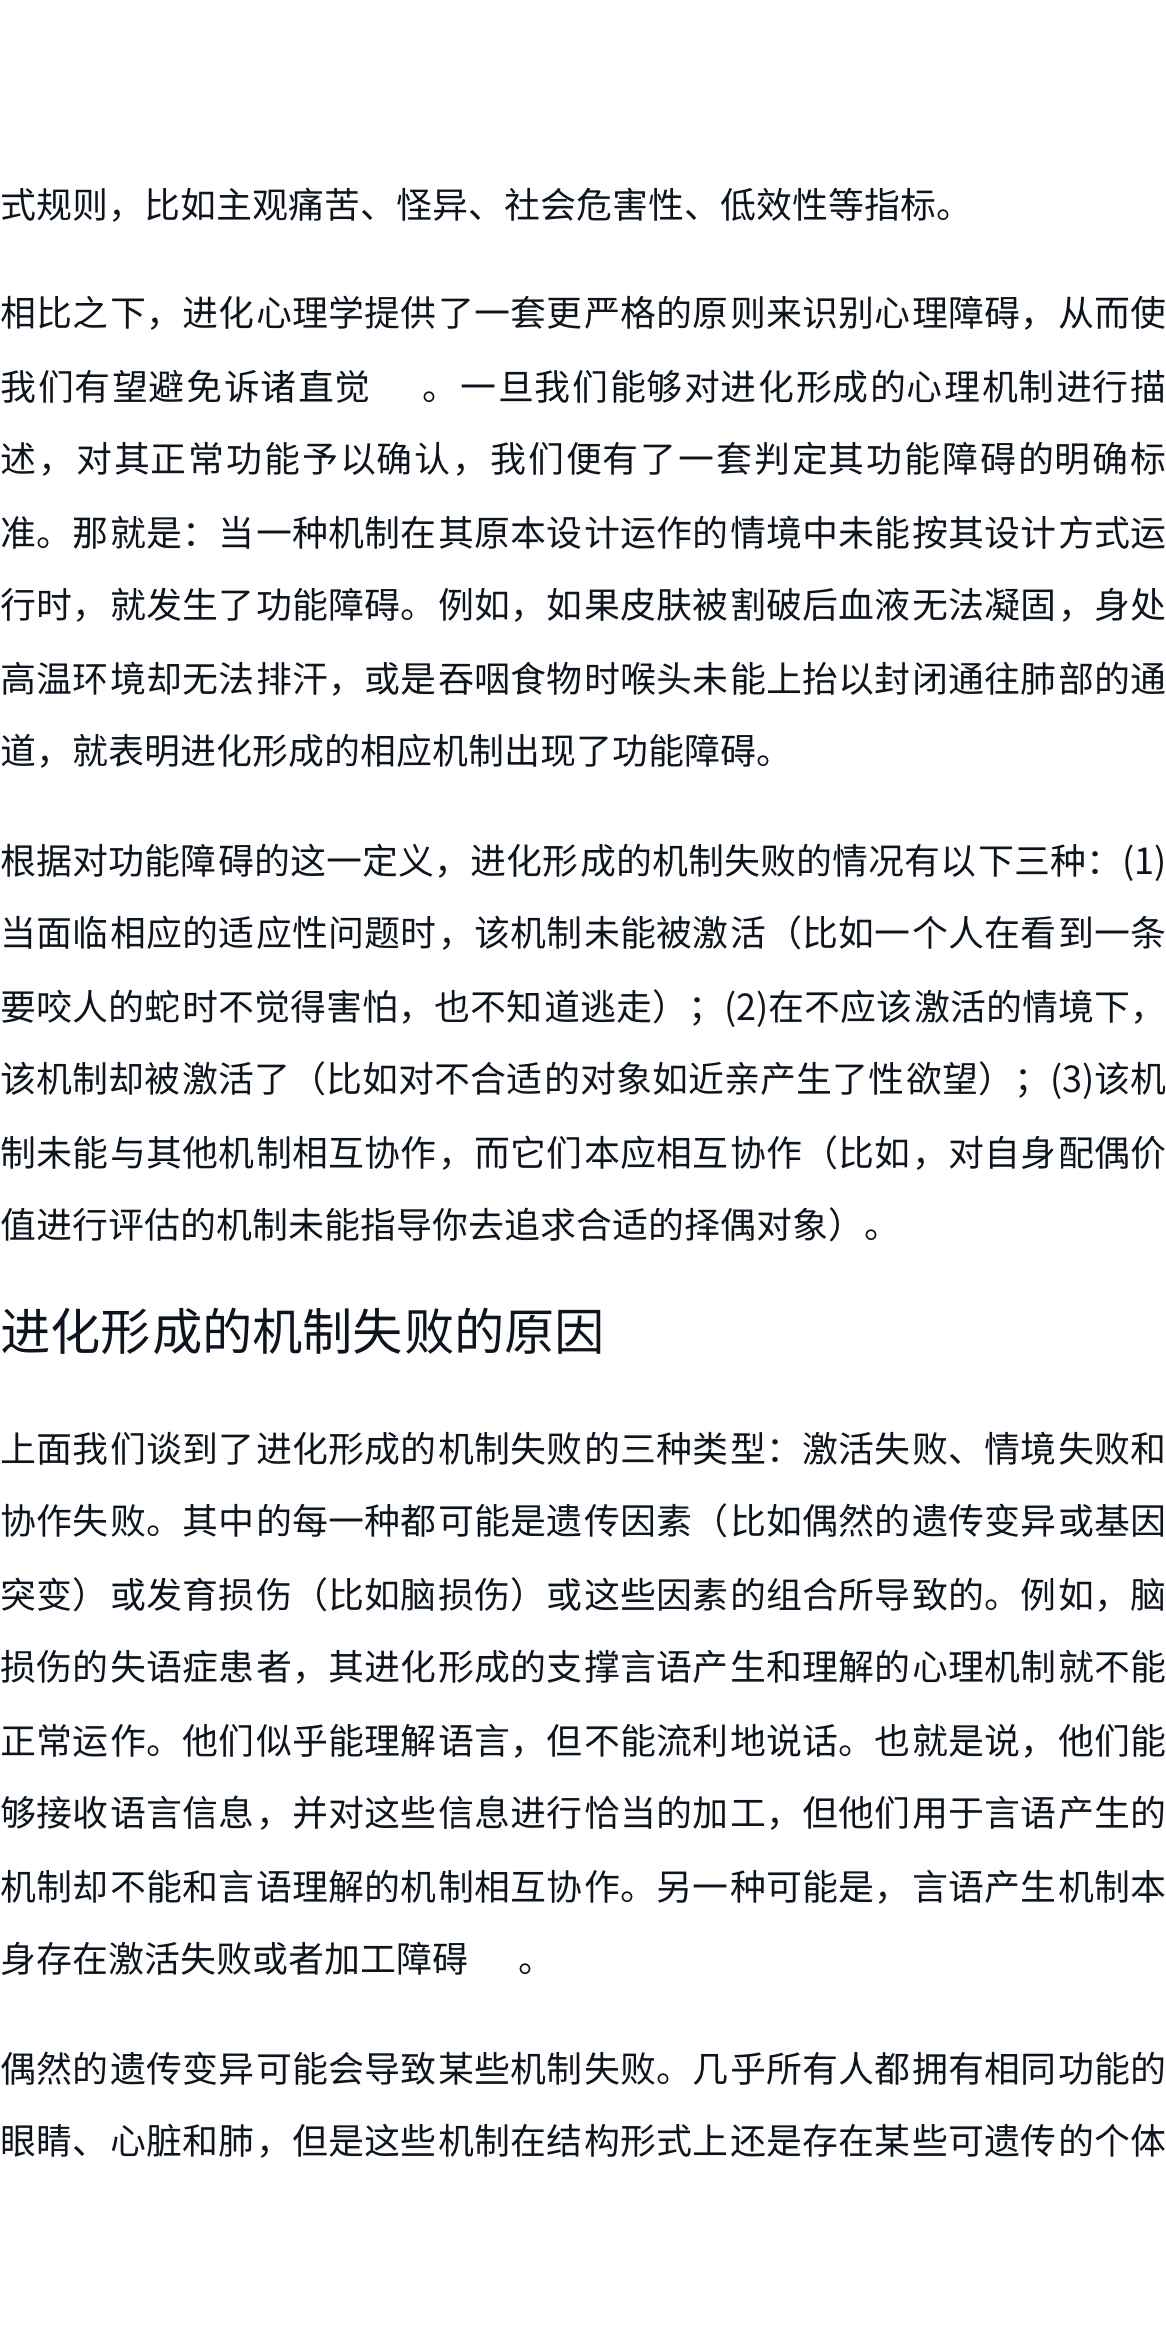 式规则，比如主观痛苦、怪异、社会危害性、低效性等指标。
相比之下，进化心理学提供了一套更严格的原则来识别心理障碍，从而使
我们有望避免诉诸直觉 。一旦我们能够对进化形成的心理机制进行描
述，对其正常功能予以确认，我们便有了一套判定其功能障碍的明确标
准。那就是：当一种机制在其原本设计运作的情境中未能按其设计方式运
行时，就发生了功能障碍。例如，如果皮肤被割破后血液无法凝固，身处
高温环境却无法排汗，或是吞咽食物时喉头未能上抬以封闭通往肺部的通
道，就表明进化形成的相应机制出现了功能障碍。
根据对功能障碍的这一定义，进化形成的机制失败的情况有以下三种：(1)
当面临相应的适应性问题时，该机制未能被激活（比如一个人在看到一条
要咬人的蛇时不觉得害怕，也不知道逃走）；(2)在不应该激活的情境下，
该机制却被激活了（比如对不合适的对象如近亲产生了性欲望）；(3)该机
制未能与其他机制相互协作，而它们本应相互协作（比如，对自身配偶价
值进行评估的机制未能指导你去追求合适的择偶对象）。
进化形成的机制失败的原因
上面我们谈到了进化形成的机制失败的三种类型：激活失败、情境失败和
协作失败。其中的每一种都可能是遗传因素（比如偶然的遗传变异或基因
突变）或发育损伤（比如脑损伤）或这些因素的组合所导致的。例如，脑
损伤的失语症患者，其进化形成的支撑言语产生和理解的心理机制就不能
正常运作。他们似乎能理解语言，但不能流利地说话。也就是说，他们能
够接收语言信息，并对这些信息进行恰当的加工，但他们用于言语产生的
机制却不能和言语理解的机制相互协作。另一种可能是，言语产生机制本
身存在激活失败或者加工障碍 。
偶然的遗传变异可能会导致某些机制失败。几乎所有人都拥有相同功能的
眼睛、心脏和肺，但是这些机制在结构形式上还是存在某些可遗传的个体